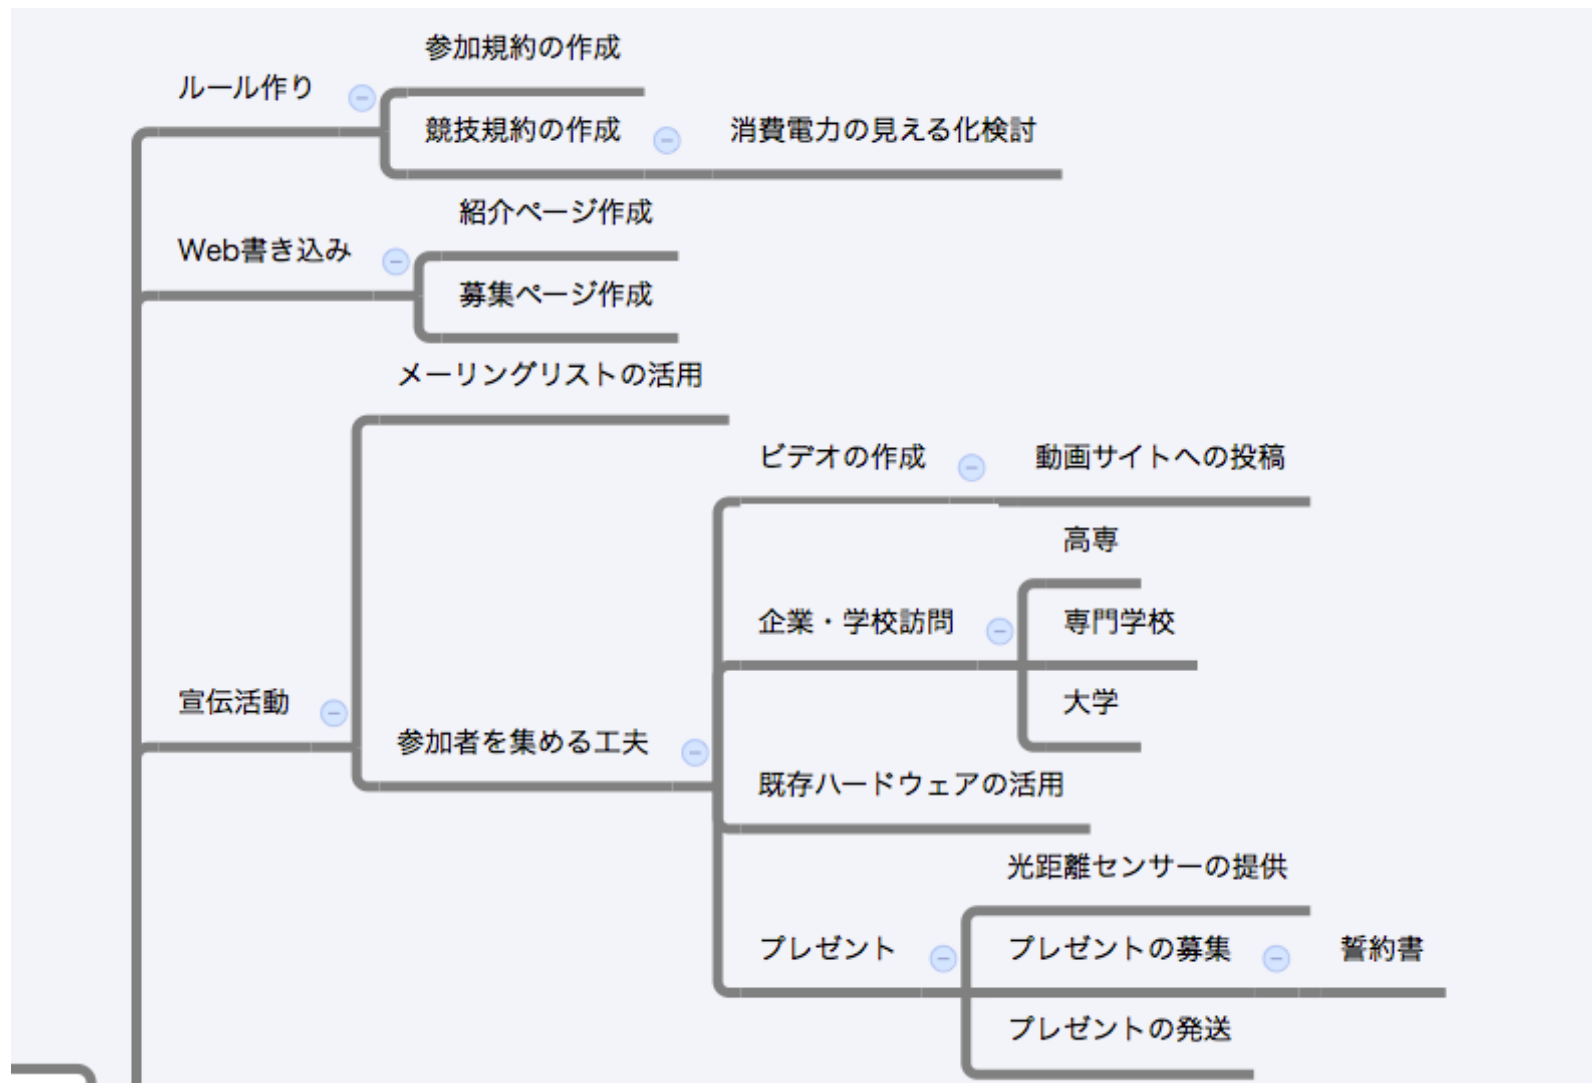 参加規約の作成
ルール作り
競技規約の作成
消費電力の見える化検討
紹介ページ作成
Web書き込み
募集ページ作成
メーリングリストの活用
ビデオの作成
動画サイトへの投稿
高専
企業・学校訪問
専門学校
大学
宣伝活動
参加者を集める工夫
既存ハードウェアの活用
光距離センサーの提供
プレゼント
プレゼントの募集
誓約書
プレゼントの発送